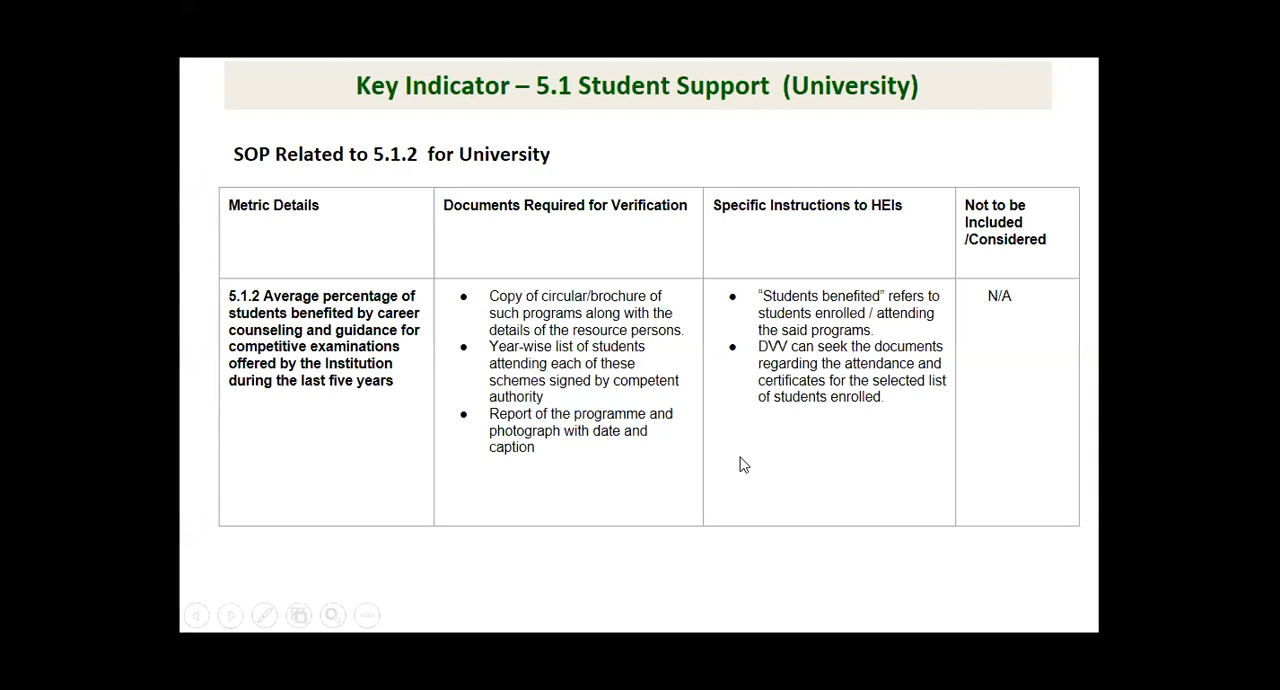 Key Indicator – 5.1 Student Support (University)
SOP Related to 5.1.2 for University
Metric Details
Documents Required for Verification
Specific Instructions to HEIs
Not to be
Included
/Considered
5.1.2 Average percentage of
students benefited by career
counseling and guidance for
competitive examinations
offered by the Institution
during the last five years
● Copy of circular/brochure of
such programs along with the
details of the resource persons.
● Year-wise list of students
attending each of these
schemes signed by competent
authority
● Report of the programme and
photograph with date and
caption
● “Students benefited” refers to
students enrolled / attending
the said programs.
● DVV can seek the documents
regarding the attendance and
certificates for the selected list
of students enrolled.
N/A